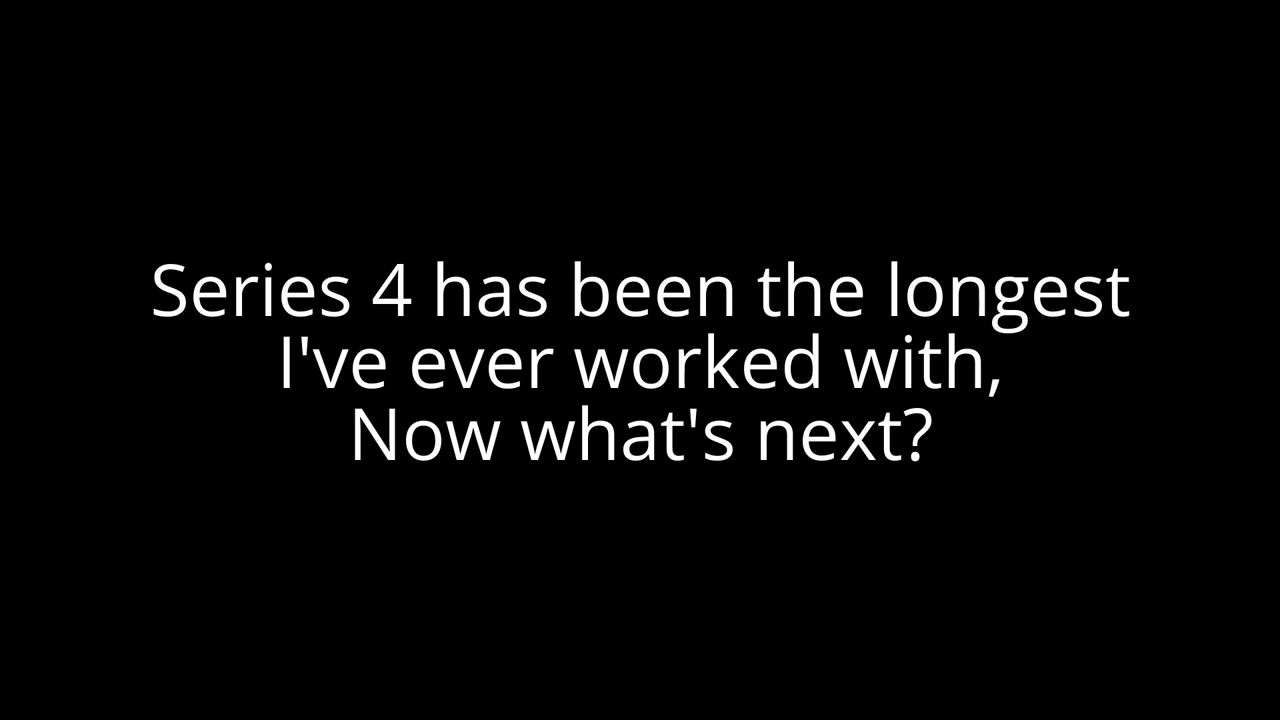 Series 4 has been the longest
I've ever worked with,
Now what's next?